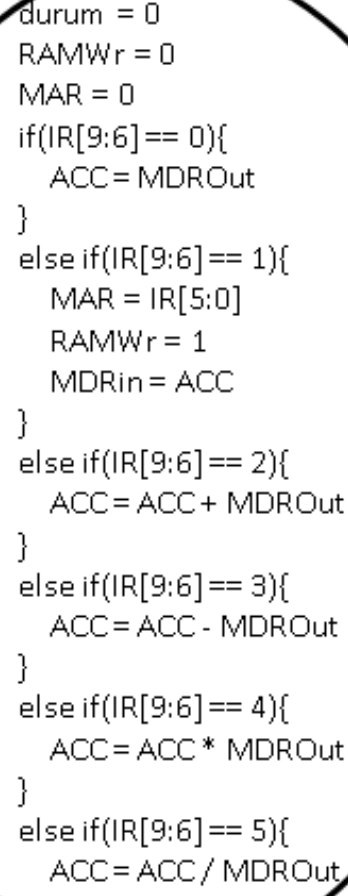 durum = 0
RAMWr = 0
MAR = 0
if(IR[9:6]== 0){
ACC= MDROut
}
else if(IR[9:6]== 1){
MAR = IR[5:0]
RAMWr= 1
MDRin= ACC
}
else if(IR[9:6]== 2){
ACC=ACC+ MDROut
}
else if(IR[9:6]== 3){
ACC=ACC- MDROut
}
else if(IR[9:6]== 4){
ACC=ACC* MDROut
}
else if(IR[9:6]== 5){
ACC=ACC/ MDROut